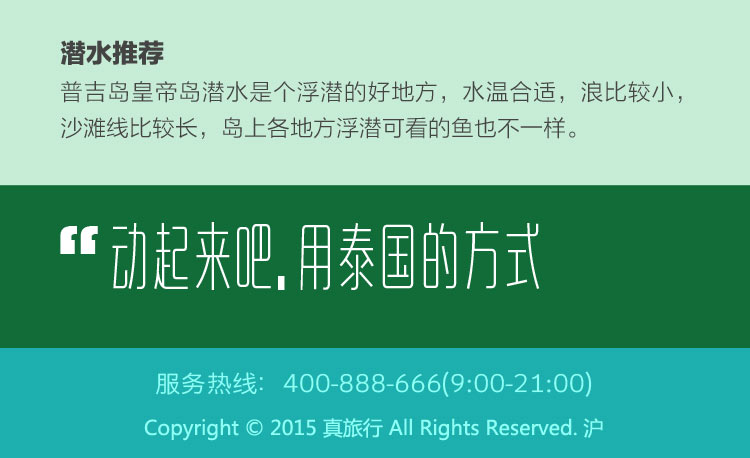 潜水推荐
普吉岛皇帝岛潜水是个浮潜的好地方，水温合适，浪比较小，
沙滩线比较长，岛上各地方浮潜可看的鱼也不一样。
“动起来吧,用泰国的方式
服务热线：400-888-666(9:00-21:00)
Copyright © 2015 真旅行 All Rights Reserved. 沪